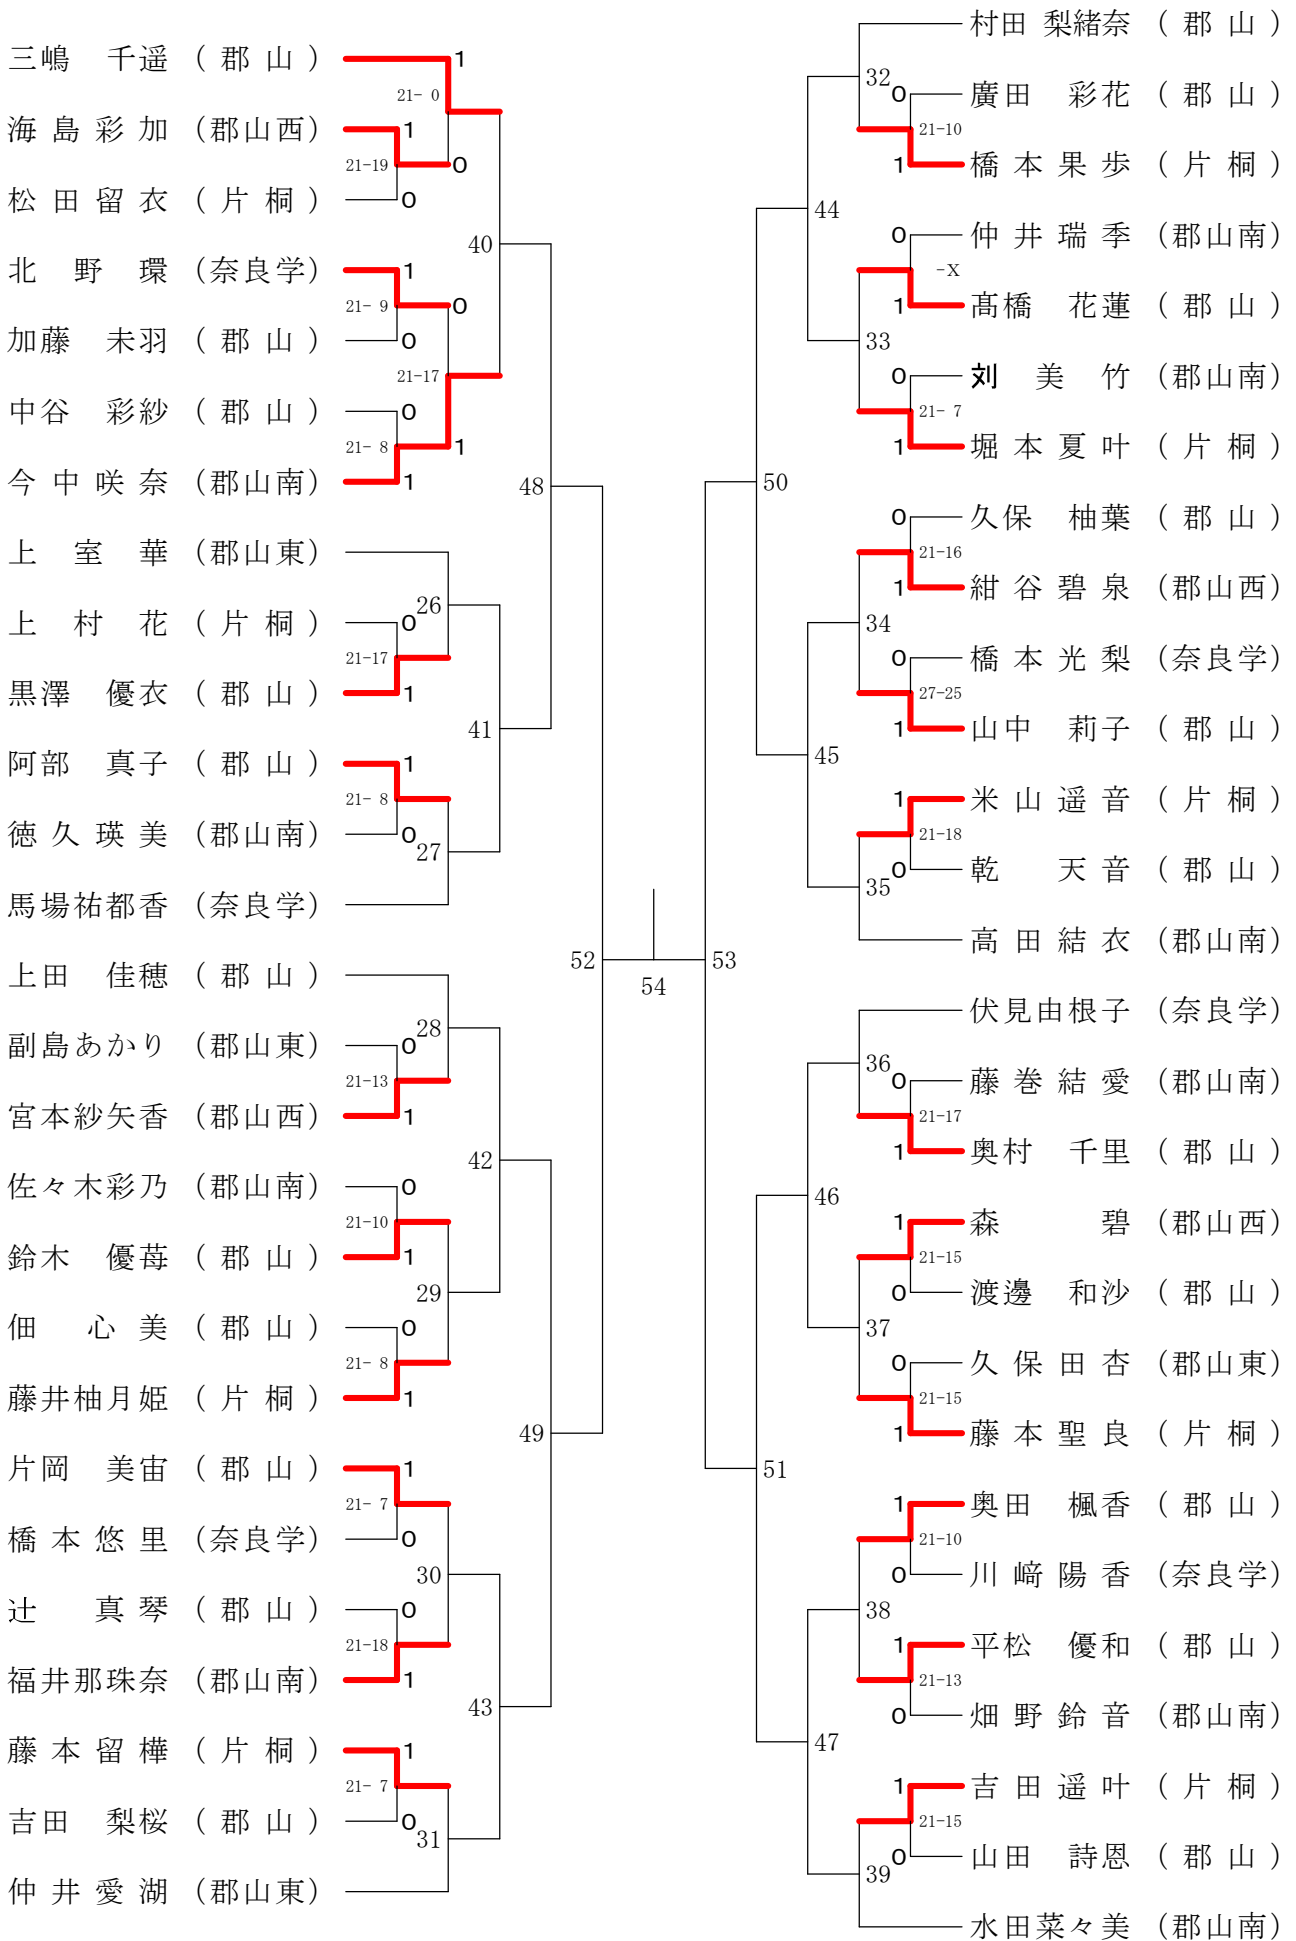 三嶋 千遥 (郡 山) 1
21- 0
海島彩加 (郡山西) 1
21-19 0
松田留衣 (片 桐) 0
40
北野環 (奈良学) 1
21- 9 0
加藤 未羽 (郡 山) 0
21-17
中谷 彩紗 (郡 山) 0
21- 8 1
今中咲奈 (郡山南) 1
48
上室華 (郡山東)
26
上村花 (片 桐) 0
21-17
黒澤 優衣 (郡 山) 1
41
阿部 真子 (郡 山) 1
21- 8
徳久瑛美 (郡山南) 0
27
馬場祐都香 (奈良学)
52
54
53
上田 佳穂 (郡 山)
28
副島あかり (郡山東) 0
21-13
宮本紗矢香 (郡山西) 1
42
佐々木彩乃 (郡山南) 0
21-10
鈴木 優苺 (郡 山) 1
29
佃 心美 (郡 山) 0
21- 8
藤井柚月姫 (片 桐) 1
49
片岡 美宙 (郡 山) 1
21- 7
橋本悠里 (奈良学) 0
30
辻 真琴 (郡 山) 0
21-18
福井那珠奈 (郡山南) 1
43
藤本留樺 (片 桐) 1
21- 7
吉田 梨桜 (郡 山) 0
31
仲井愛湖 (郡山東)
村田 梨緒奈 (郡 山)
32
0 廣田 彩花 (郡 山)
21-10
1 橋本果歩 (片 桐)
44
0 仲井瑞季 (郡山南)
-X
1 髙橋 花蓮 (郡 山)
33
0 刘 美竹 (郡山南)
21- 7
1 堀本夏叶 (片 桐)
50
0 久保 柚葉 (郡 山)
21-16
1 紺谷碧泉 (郡山西)
34
0 橋本光梨 (奈良学)
27-25
1 山中 莉子 (郡 山)
45
1 米山遥音 (片 桐)
21-18
0 乾 天音 (郡 山)
35
高田結衣 (郡山南)
伏見由根子 (奈良学)
36
0 藤巻結愛 (郡山南)
21-17
1 奥村 千里 (郡 山)
46
1 森 碧 (郡山西)
21-15
0 渡邊 和沙 (郡 山)
37
0 久保田杏 (郡山東)
21-15
1 藤本聖良 (片 桐)
51
1 奥田 楓香 (郡 山)
21-10
0 川﨑陽香 (奈良学)
38
1 平松 優和 (郡 山)
21-13
0 畑野鈴音 (郡山南)
47
1 吉田遥叶 (片 桐)
21-15
0 山田 詩恩 (郡 山)
39
水田菜々美 (郡山南)